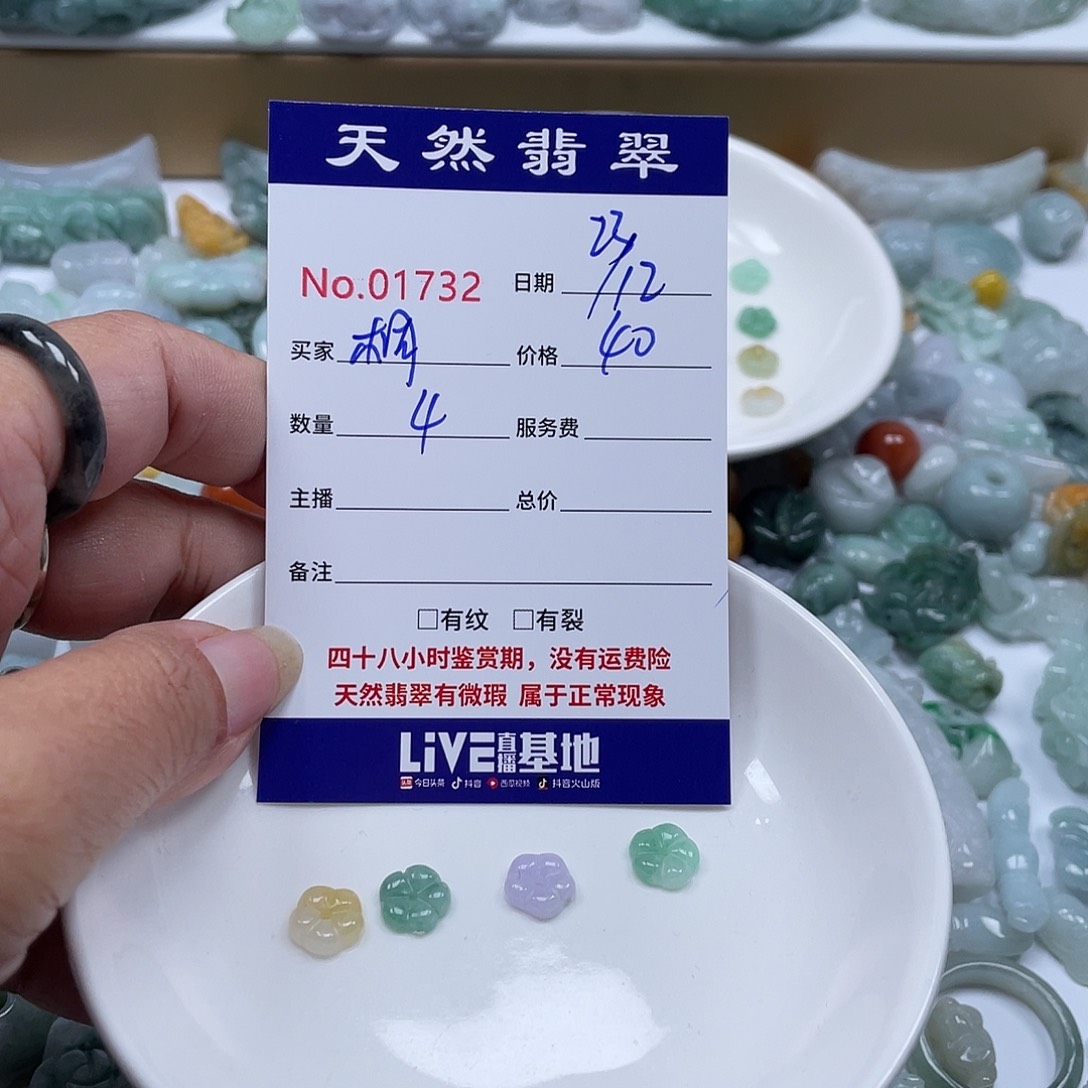 天然翡翠
No.01732 日期 23/12
买家 价格 40
数量 4 服务费
主播 总价
备注
□有纹 □有裂
四十八小时鉴赏期，没有运费险
天然翡翠有微瑕 属于正常现象
LiVE直播基地
头条 今日头条 抖音 西瓜视频 抖音火山版